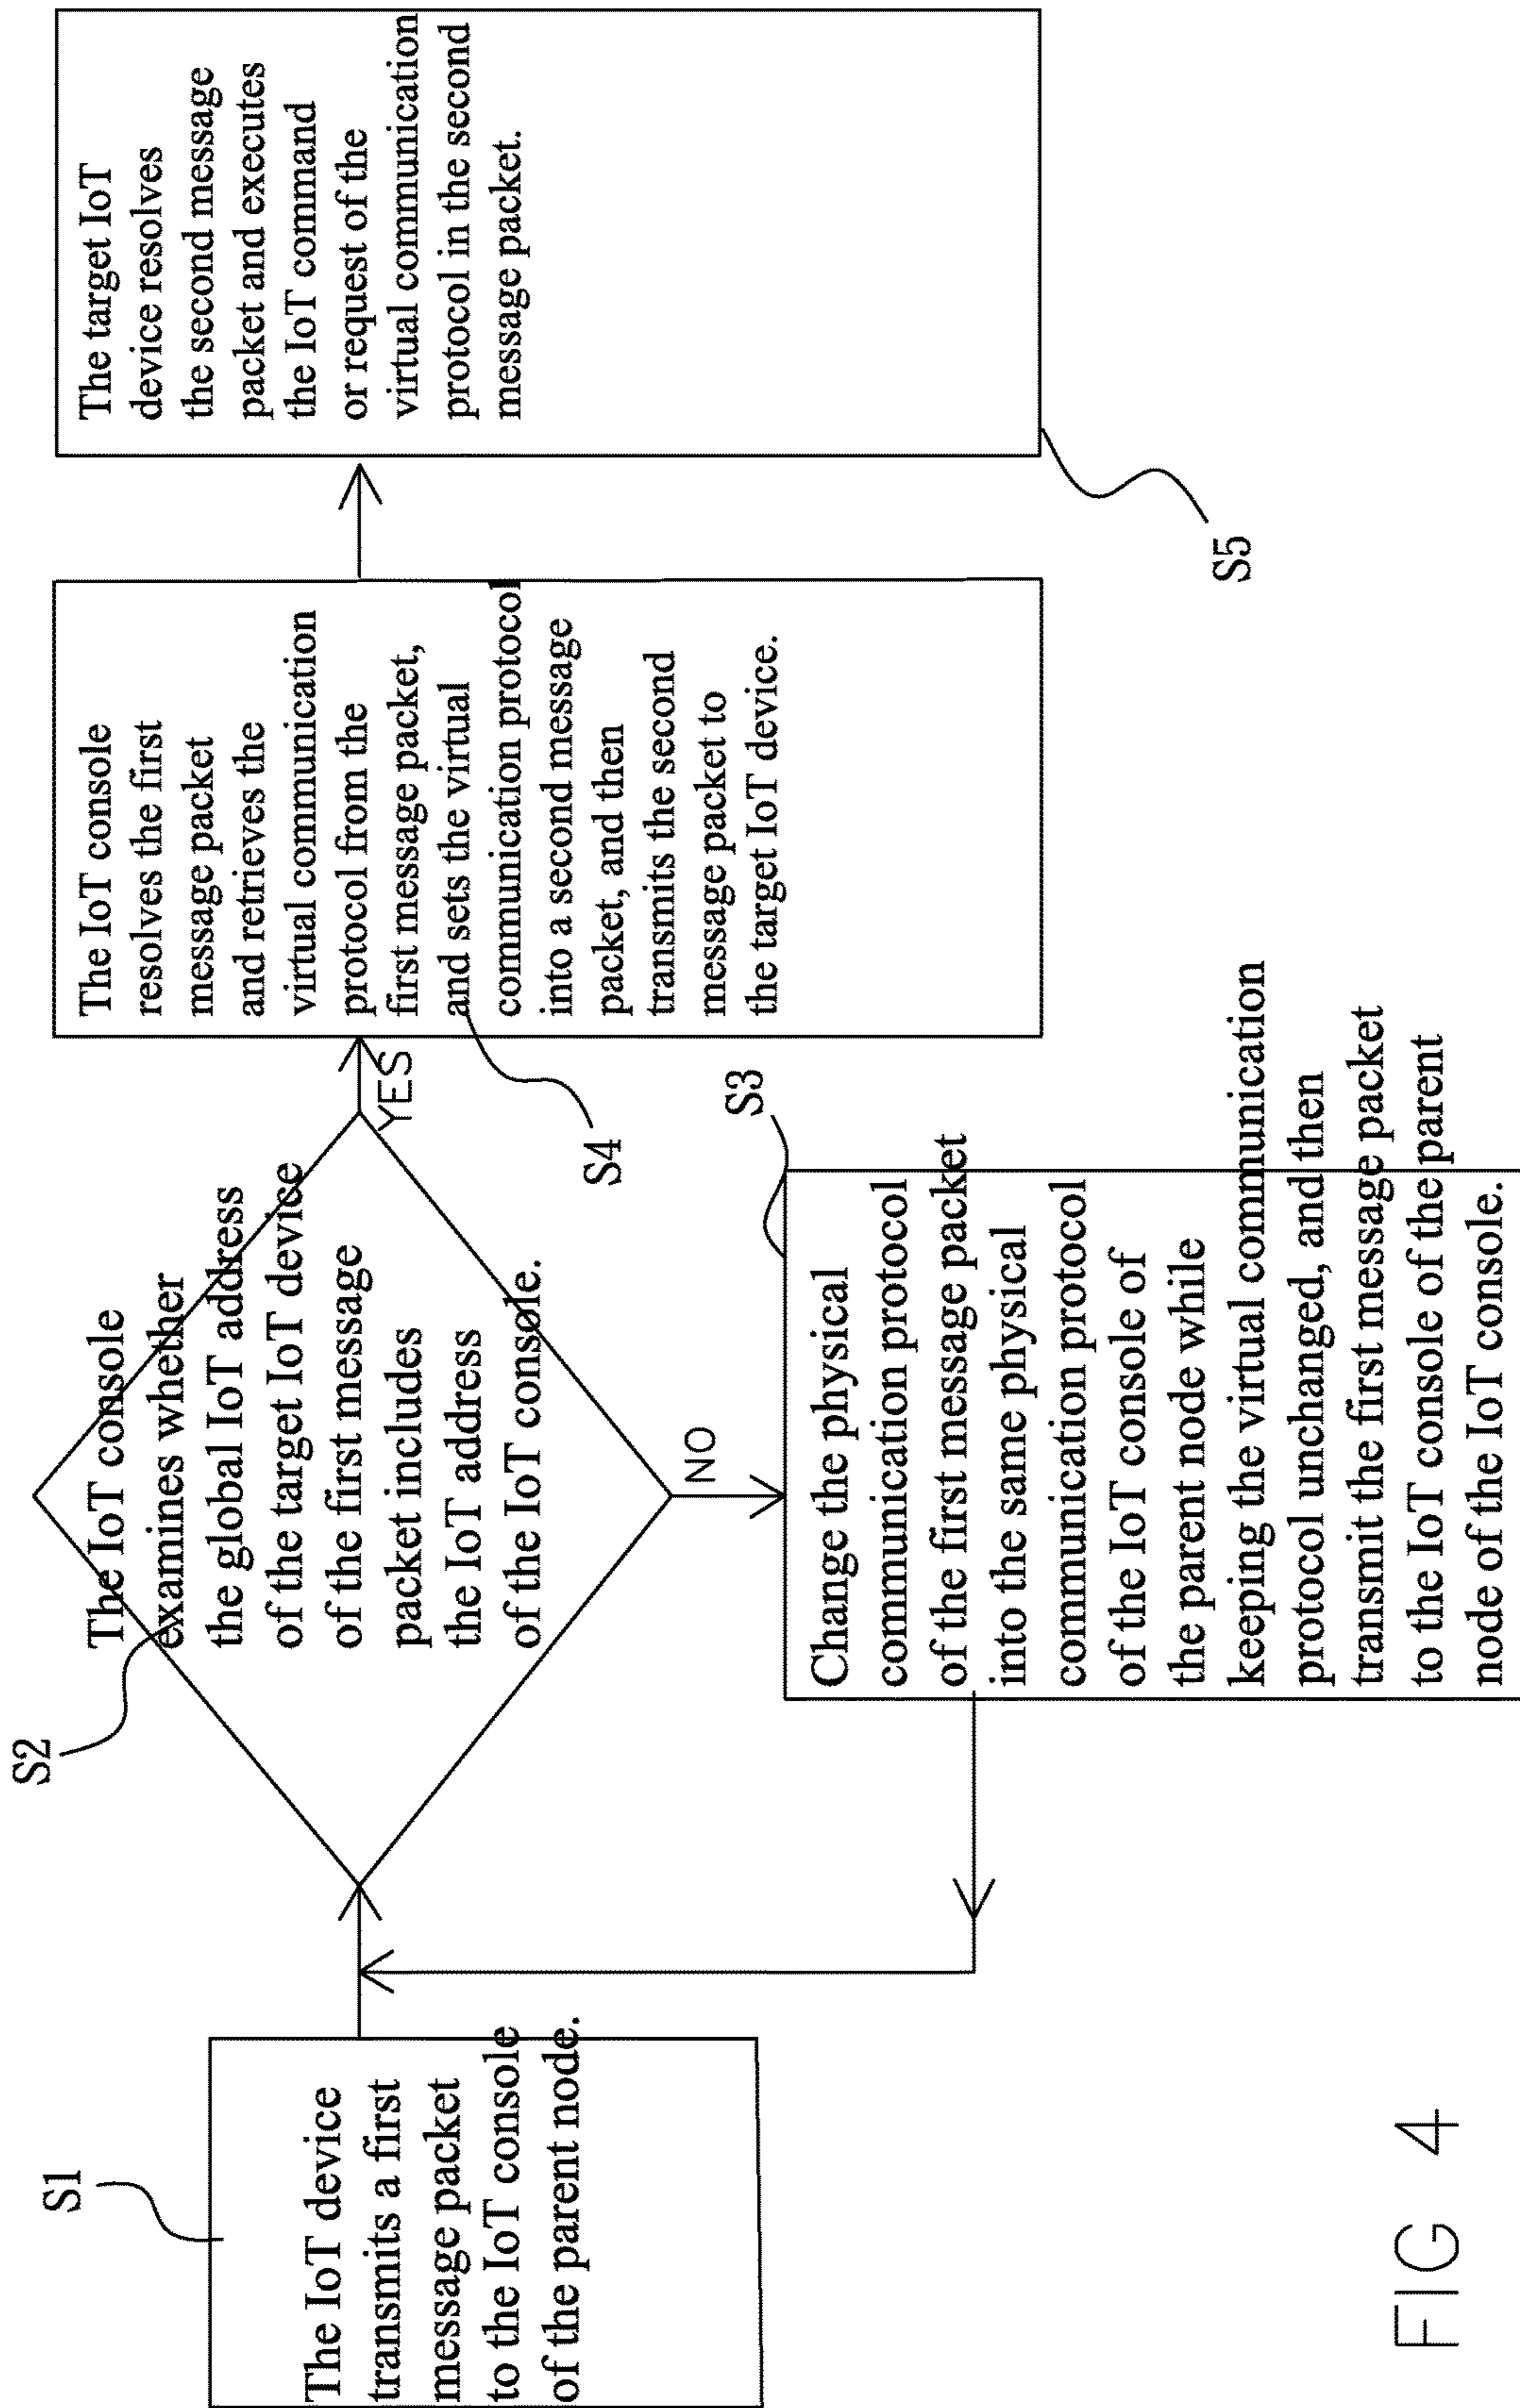 S1
The IoT device
transmits a first
message packet
to the IoT console
of the parent node.
S2
The IoT console
examines whether
the global IoT address
of the target IoT device
of the first message
packet includes
the IoT address
of the IoT console.
YES
NO
S3
Change the physical
communication protocol
of the first message packet
into the same physical
communication protocol
of the IoT console of
the parent node while
keeping the virtual communication
protocol unchanged, and then
transmit the first message packet
to the IoT console of the parent
node of the IoT console.
S4
The IoT console
resolves the first
message packet
and retrieves the
virtual communication
protocol from the
first message packet,
and sets the virtual
communication protocol
into a second message
packet, and then
transmits the second
message packet to
the target IoT device.
The target IoT
device resolves
the second message
packet and executes
the IoT command
or request of the
virtual communication
protocol in the second
message packet.
S5
FIG 4